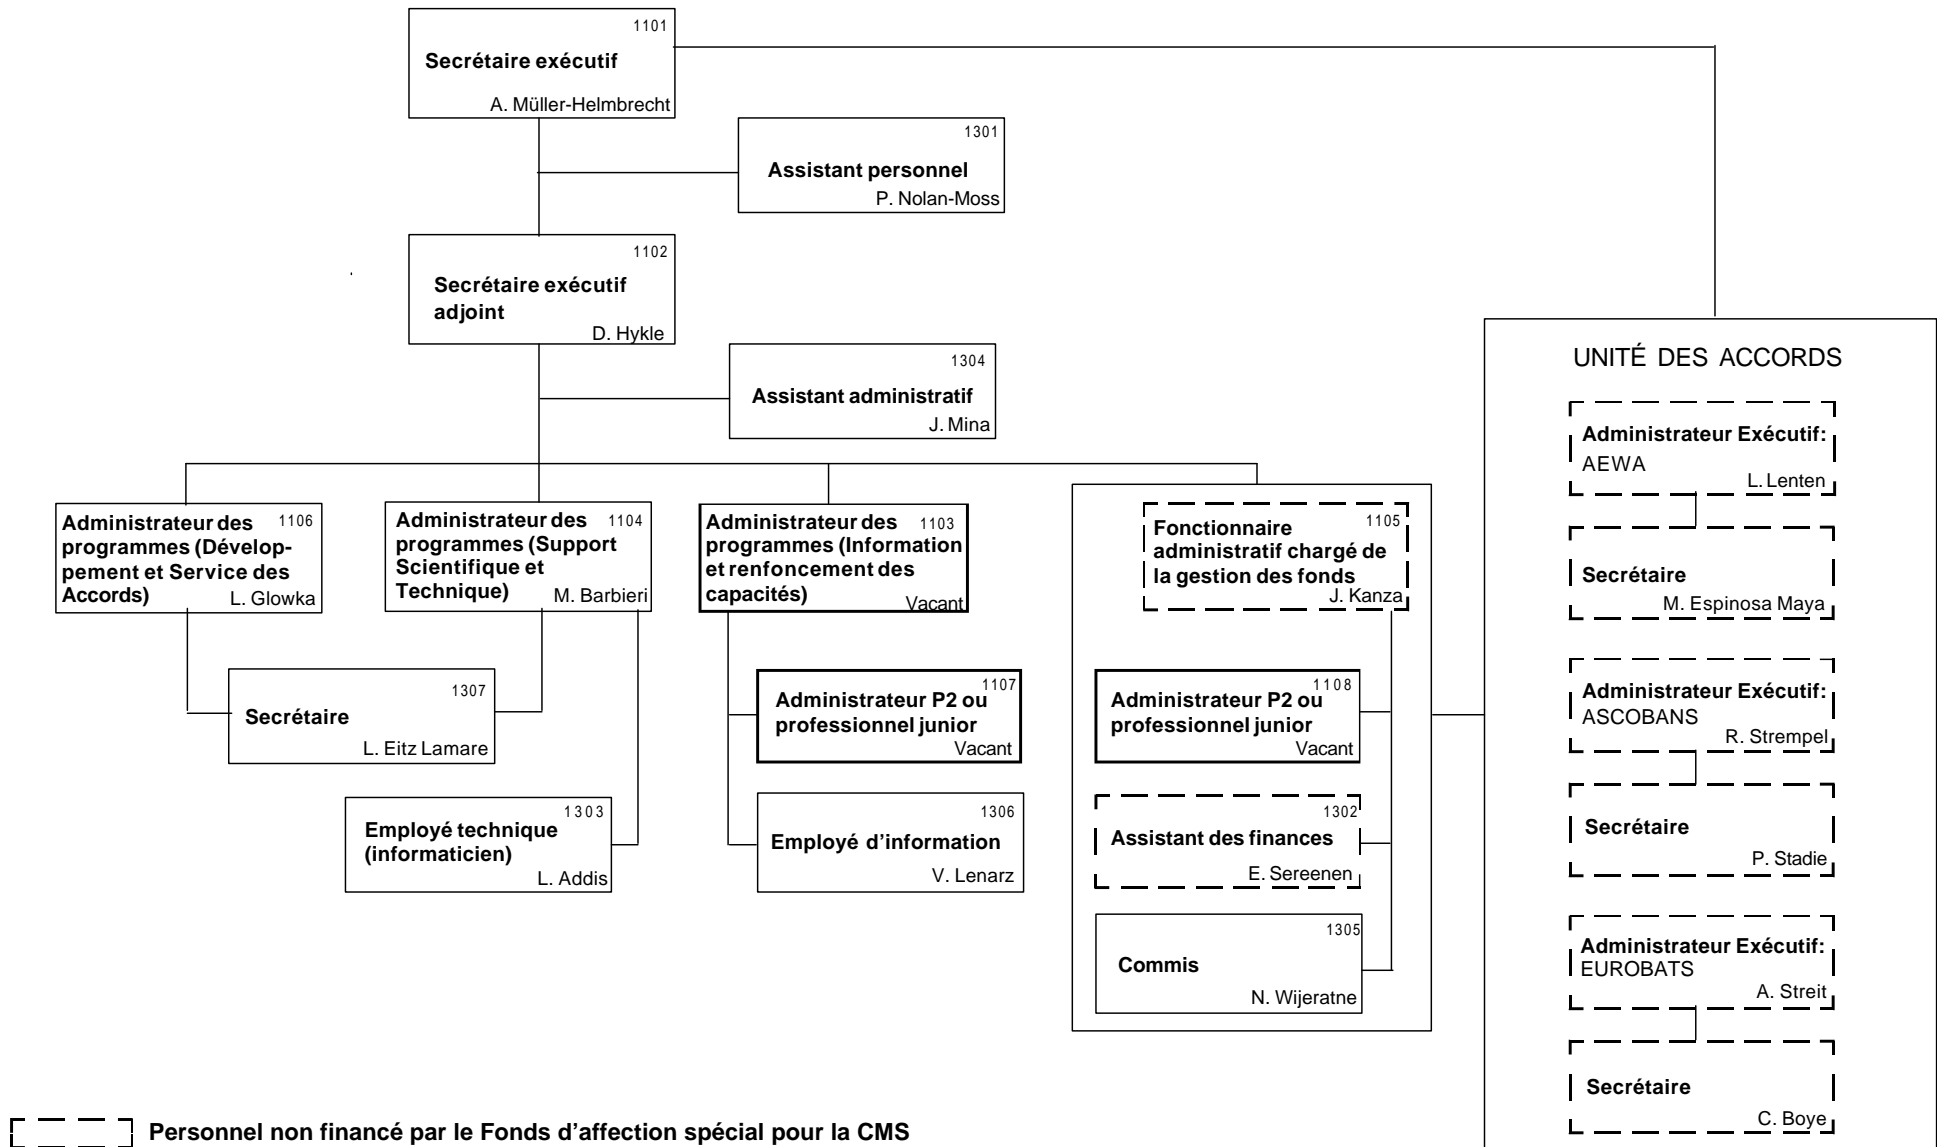 1101
Secrétaire exécutif
A. Müller-Helmbrecht
1301
Assistant personnel
P. Nolan-Moss
1102
Secrétaire exécutif
adjoint
D. Hykle
1304
Assistant administratif
J. Mina
Administrateur des 1106
programmes (Dévelop-
pement et Service des
Accords)
L. Glowka
Administrateur des 1104
programmes (Support
Scientifique et
Technique)
M. Barbieri
Administrateur des 1103
programmes (Information
et renfoncement des
capacités)
Vacant
1105
Fonctionnaire
administratif chargé de
la gestion des fonds
J. Kanza
1307
Secrétaire
L. Eitz Lamare
1303
Employé technique
(informaticien)
L. Addis
1107
Administrateur P2 ou
professionnel junior
Vacant
1306
Employé d'information
V. Lenarz
1108
Administrateur P2 ou
professionnel junior
Vacant
1302
Assistant des finances
E. Sereenen
1305
Commis
N. Wijeratne
UNITÉ DES ACCORDS
Administrateur Exécutif:
AEWA
L. Lenten
Secrétaire
M. Espinosa Maya
Administrateur Exécutif:
ASCOBANS
R. Strempel
Secrétaire
P. Stadie
Administrateur Exécutif:
EUROBATS
A. Streit
Secrétaire
C. Boye
Personnel non financé par le Fonds d'affection spécial pour la CMS